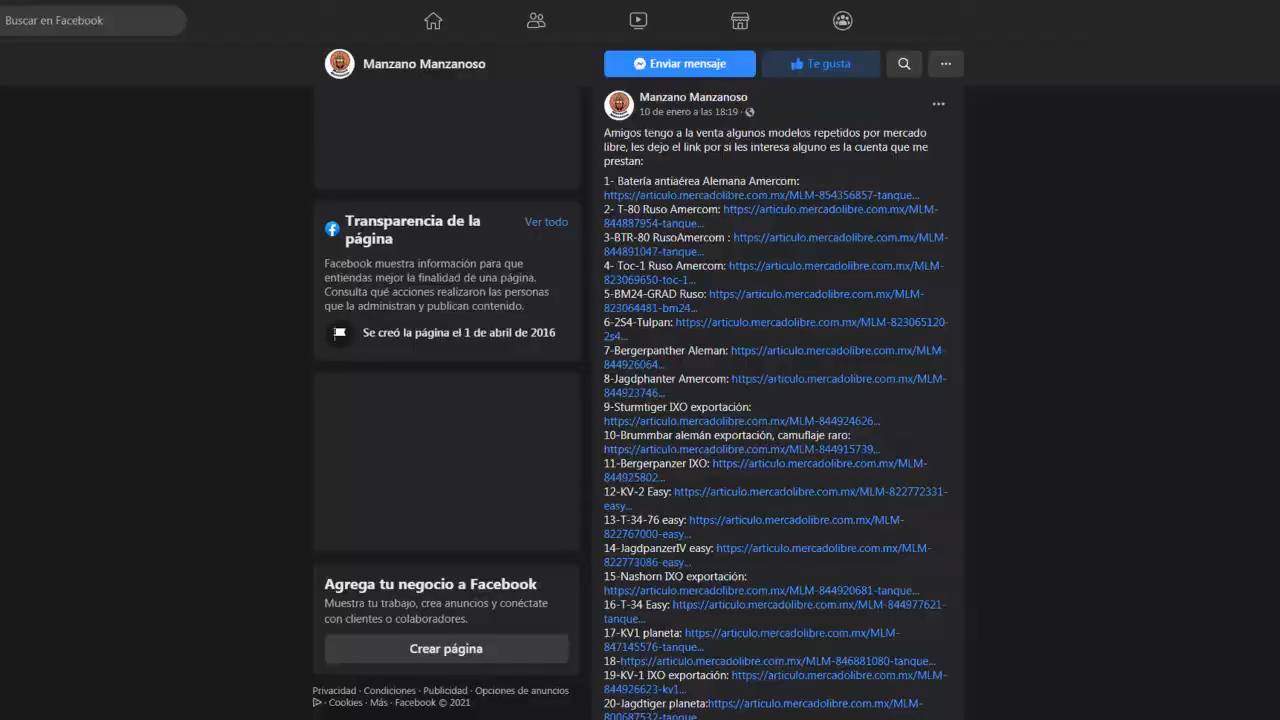 Buscar en Facebook
Manzano Manzanoso
Enviar mensaje
Te gusta
Transparencia de la
página
Ver todo
Facebook muestra información para que
entiendas mejor la finalidad de una página.
Consulta qué acciones realizaron las personas
que la administran y publican contenido.
Se creó la página el 1 de abril de 2016
Agrega tu negocio a Facebook
Muestra tu trabajo, crea anuncios y conéctate
con clientes o colaboradores.
Crear página
Privacidad · Condiciones · Publicidad · Opciones de anuncios
· Cookies · Más · Facebook © 2021
Manzano Manzanoso
10 de enero a las 18:19 ·
Amigos tengo a la venta algunos modelos repetidos por mercado
libre, les dejo el link por si les interesa alguno es la cuenta que me
prestan:
1- Batería antiaérea Alemana Amercom:
https://articulo.mercadolibre.com.mx/MLM-854356857-tanque...
2- T-80 Ruso Amercom: https://articulo.mercadolibre.com.mx/MLM-
844887954-tanque...
3-BTR-80 RusoAmercom : https://articulo.mercadolibre.com.mx/MLM-
844891047-tanque...
4- Toc-1 Ruso Amercom: https://articulo.mercadolibre.com.mx/MLM-
823069650-toc-1...
5-BM24-GRAD Ruso: https://articulo.mercadolibre.com.mx/MLM-
823064481-bm24...
6-2S4-Tulpan: https://articulo.mercadolibre.com.mx/MLM-823065120-
2s4...
7-Bergerpanther Aleman: https://articulo.mercadolibre.com.mx/MLM-
844926064...
8-Jagdphanter Amercom: https://articulo.mercadolibre.com.mx/MLM-
844923746...
9-Sturmtiger IXO exportación:
https://articulo.mercadolibre.com.mx/MLM-844924626...
10-Brummbar alemán exportación, camuflaje raro:
https://articulo.mercadolibre.com.mx/MLM-844915739...
11-Bergerpanzer IXO: https://articulo.mercadolibre.com.mx/MLM-
844925802...
12-KV-2 Easy: https://articulo.mercadolibre.com.mx/MLM-822772331-
easy...
13-T-34-76 easy: https://articulo.mercadolibre.com.mx/MLM-
822767000-easy...
14-JagdpanzerIV easy: https://articulo.mercadolibre.com.mx/MLM-
822773086-easy...
15-Nashorn IXO exportación:
https://articulo.mercadolibre.com.mx/MLM-844920681-tanque...
16-T-34 Easy: https://articulo.mercadolibre.com.mx/MLM-844977621-
tanque...
17-KV1 planeta: https://articulo.mercadolibre.com.mx/MLM-
847145576-tanque...
18-https://articulo.mercadolibre.com.mx/MLM-846881080-tanque...
19-KV-1 IXO exportación: https://articulo.mercadolibre.com.mx/MLM-
844926623-kv1...
20-Jagdtiger planeta:https://articulo.mercadolibre.com.mx/MLM-
800687532-tanque...